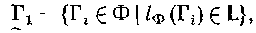 Γ₁ - {Γᵢ ∈ Φ | l_Φ(Γᵢ) ∈ L},